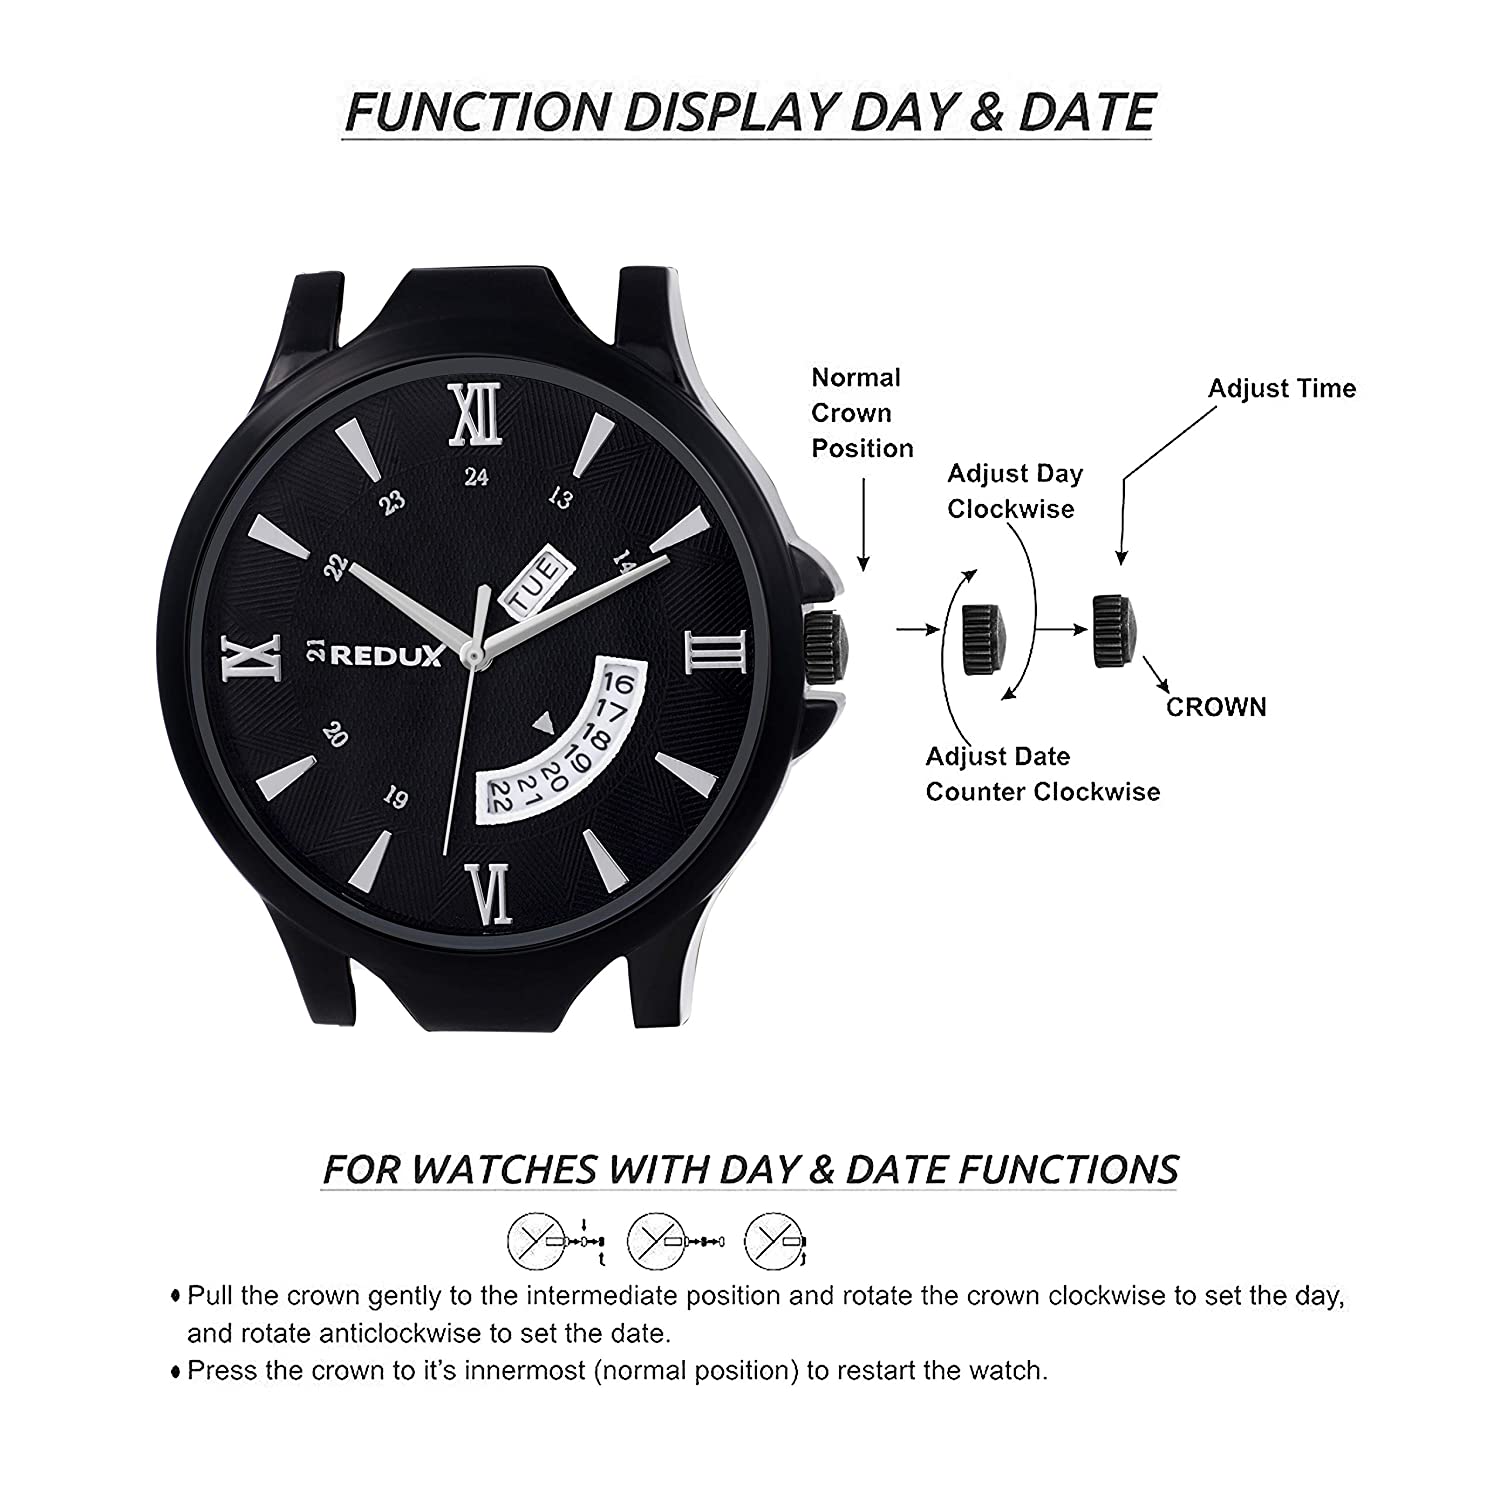 FUNCTION DISPLAY DAY & DATE
XII
24
23
13
22
14
TUE
IX
21
REDUX
III
16
17
18
19
20
21
22
20
19
VI
Normal
Crown
Position
Adjust Day
Clockwise
Adjust Time
CROWN
Adjust Date
Counter Clockwise
FOR WATCHES WITH DAY & DATE FUNCTIONS
• Pull the crown gently to the intermediate position and rotate the crown clockwise to set the day,
and rotate anticlockwise to set the date.
• Press the crown to it's innermost (normal position) to restart the watch.